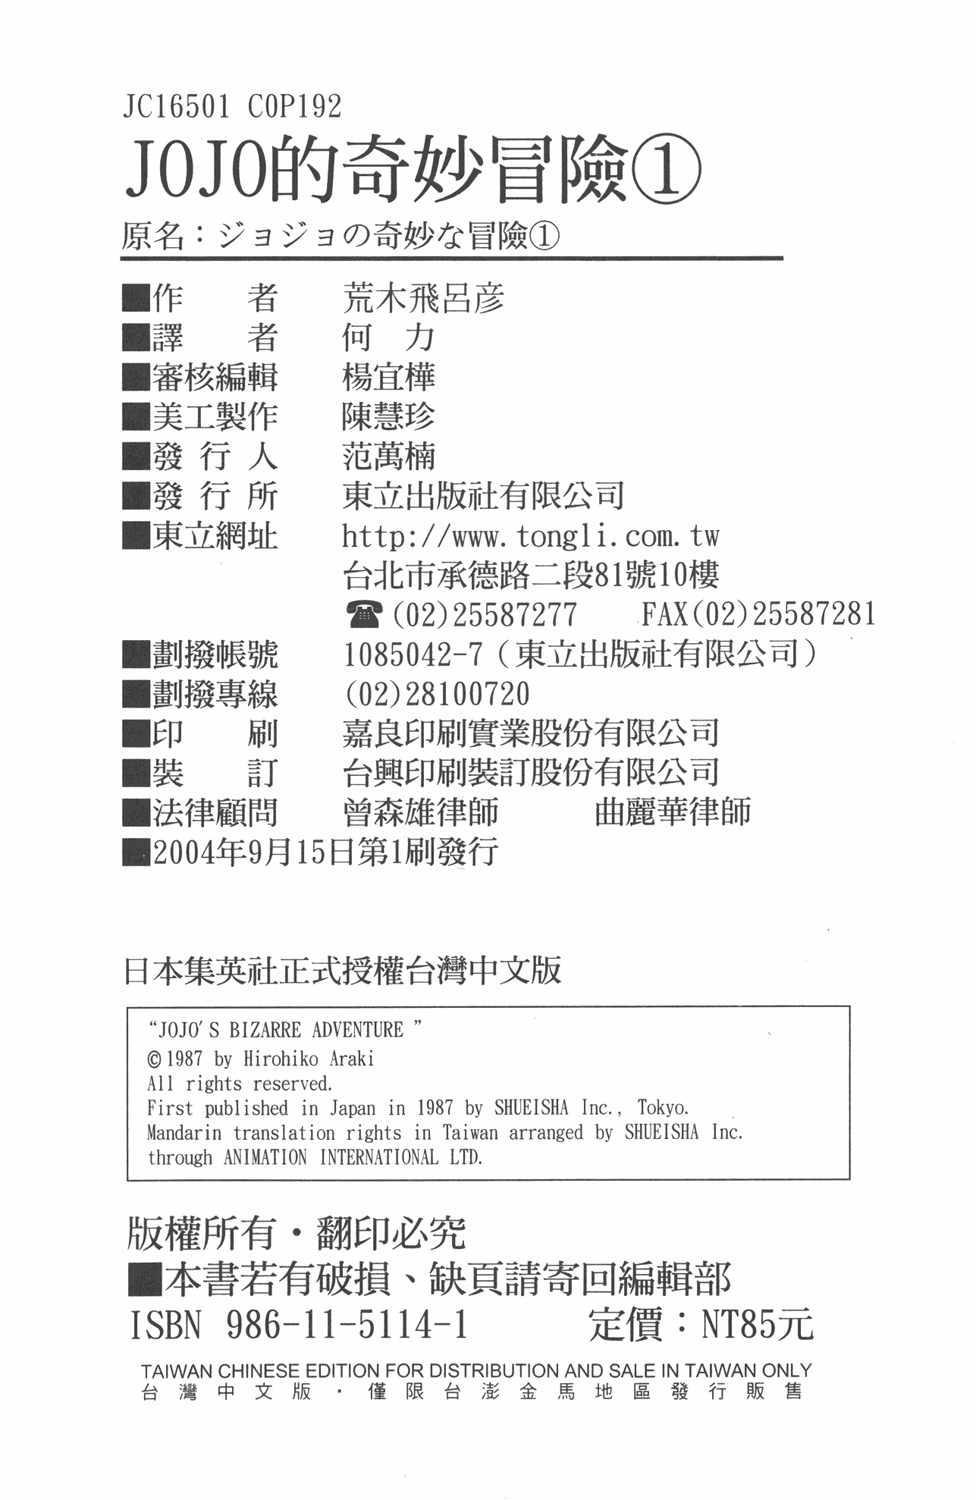 JC16501 COP192
JOJO的奇妙冒險①
原名：ジョジョの奇妙な冒險①
■作　　者　　荒木飛呂彦
■譯　　者　　何　力
■審核編輯　　楊宜樺
■美工製作　　陳慧珍
■發 行 人　　范萬楠
■發 行 所　　東立出版社有限公司
■東立網址　　http://www.tongli.com.tw
台北市承德路二段81號10樓
☎(02)25587277　FAX(02)25587281
■劃撥帳號　　1085042-7（東立出版社有限公司）
■劃撥專線　　(02)28100720
■印　　刷　　嘉良印刷實業股份有限公司
■裝　　訂　　台興印刷裝訂股份有限公司
■法律顧問　　曾森雄律師　　曲麗華律師
■2004年9月15日第1刷發行
日本集英社正式授權台灣中文版
“JOJO'S BIZARRE ADVENTURE ”
©1987 by Hirohiko Araki
All rights reserved.
First published in Japan in 1987 by SHUEISHA Inc., Tokyo.
Mandarin translation rights in Taiwan arranged by SHUEISHA Inc.
through ANIMATION INTERNATIONAL LTD.
版權所有・翻印必究
■本書若有破損、缺頁請寄回編輯部
ISBN 986-11-5114-1　　定價：NT85元
TAIWAN CHINESE EDITION FOR DISTRIBUTION AND SALE IN TAIWAN ONLY
台灣中文版・僅限台澎金馬地區發行販售